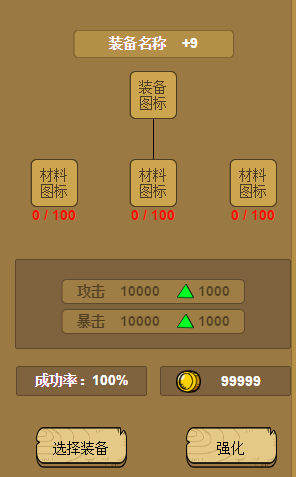 装备名称 +9
装备
图标
材料 材料 材料
图标 图标 图标
0 / 100 0 / 100 0 / 100
攻击 10000 1000
暴击 10000 1000
成功率：100% 99999
选择装备 强化